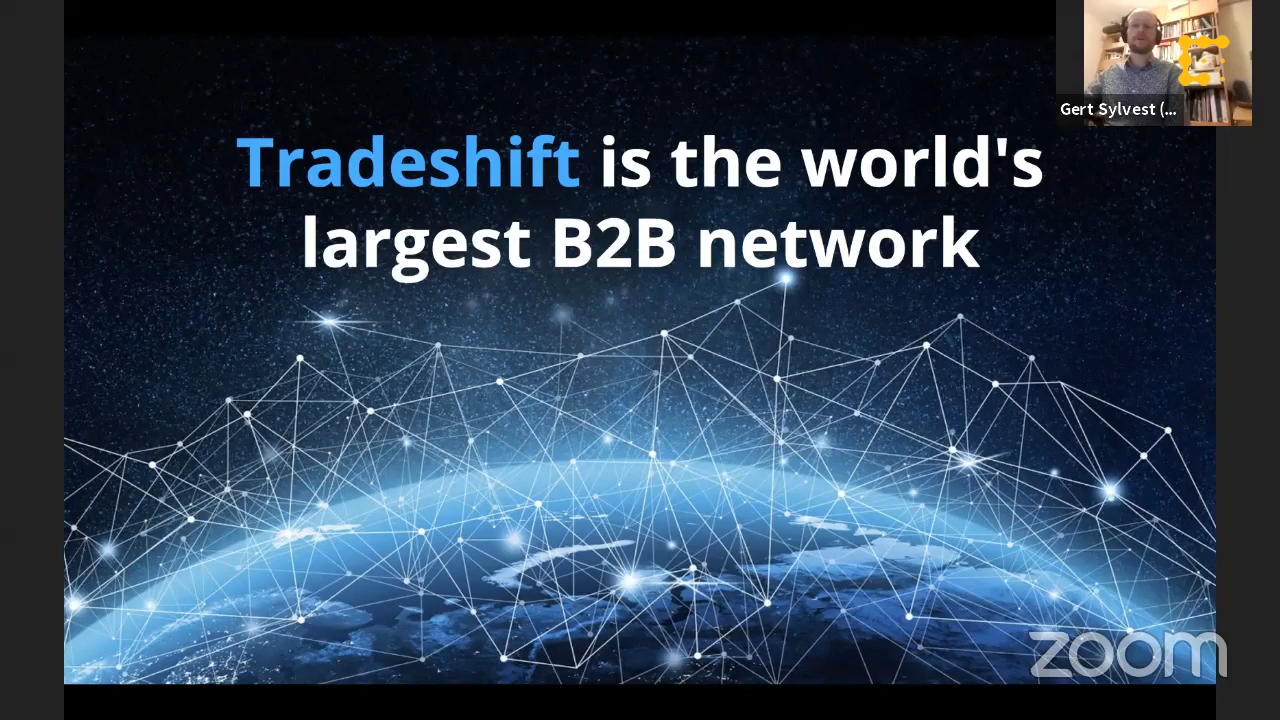 Gert Sylvest (...
Tradeshift is the world's
largest B2B network
zoom